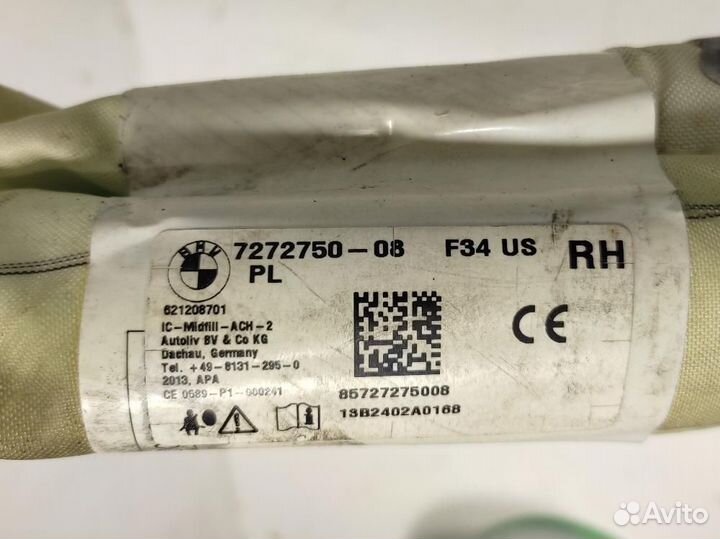 BMW
7272750-08 F34 US RH
PL
621208701
IC-Midfill-ACH-2
Autoliv BV & Co KG
Dachau, Germany
Tel. +49-8131-295-0
2013, APA
CE 0589-P1-600241
CE
85727275008
13B2402A0168
Avito